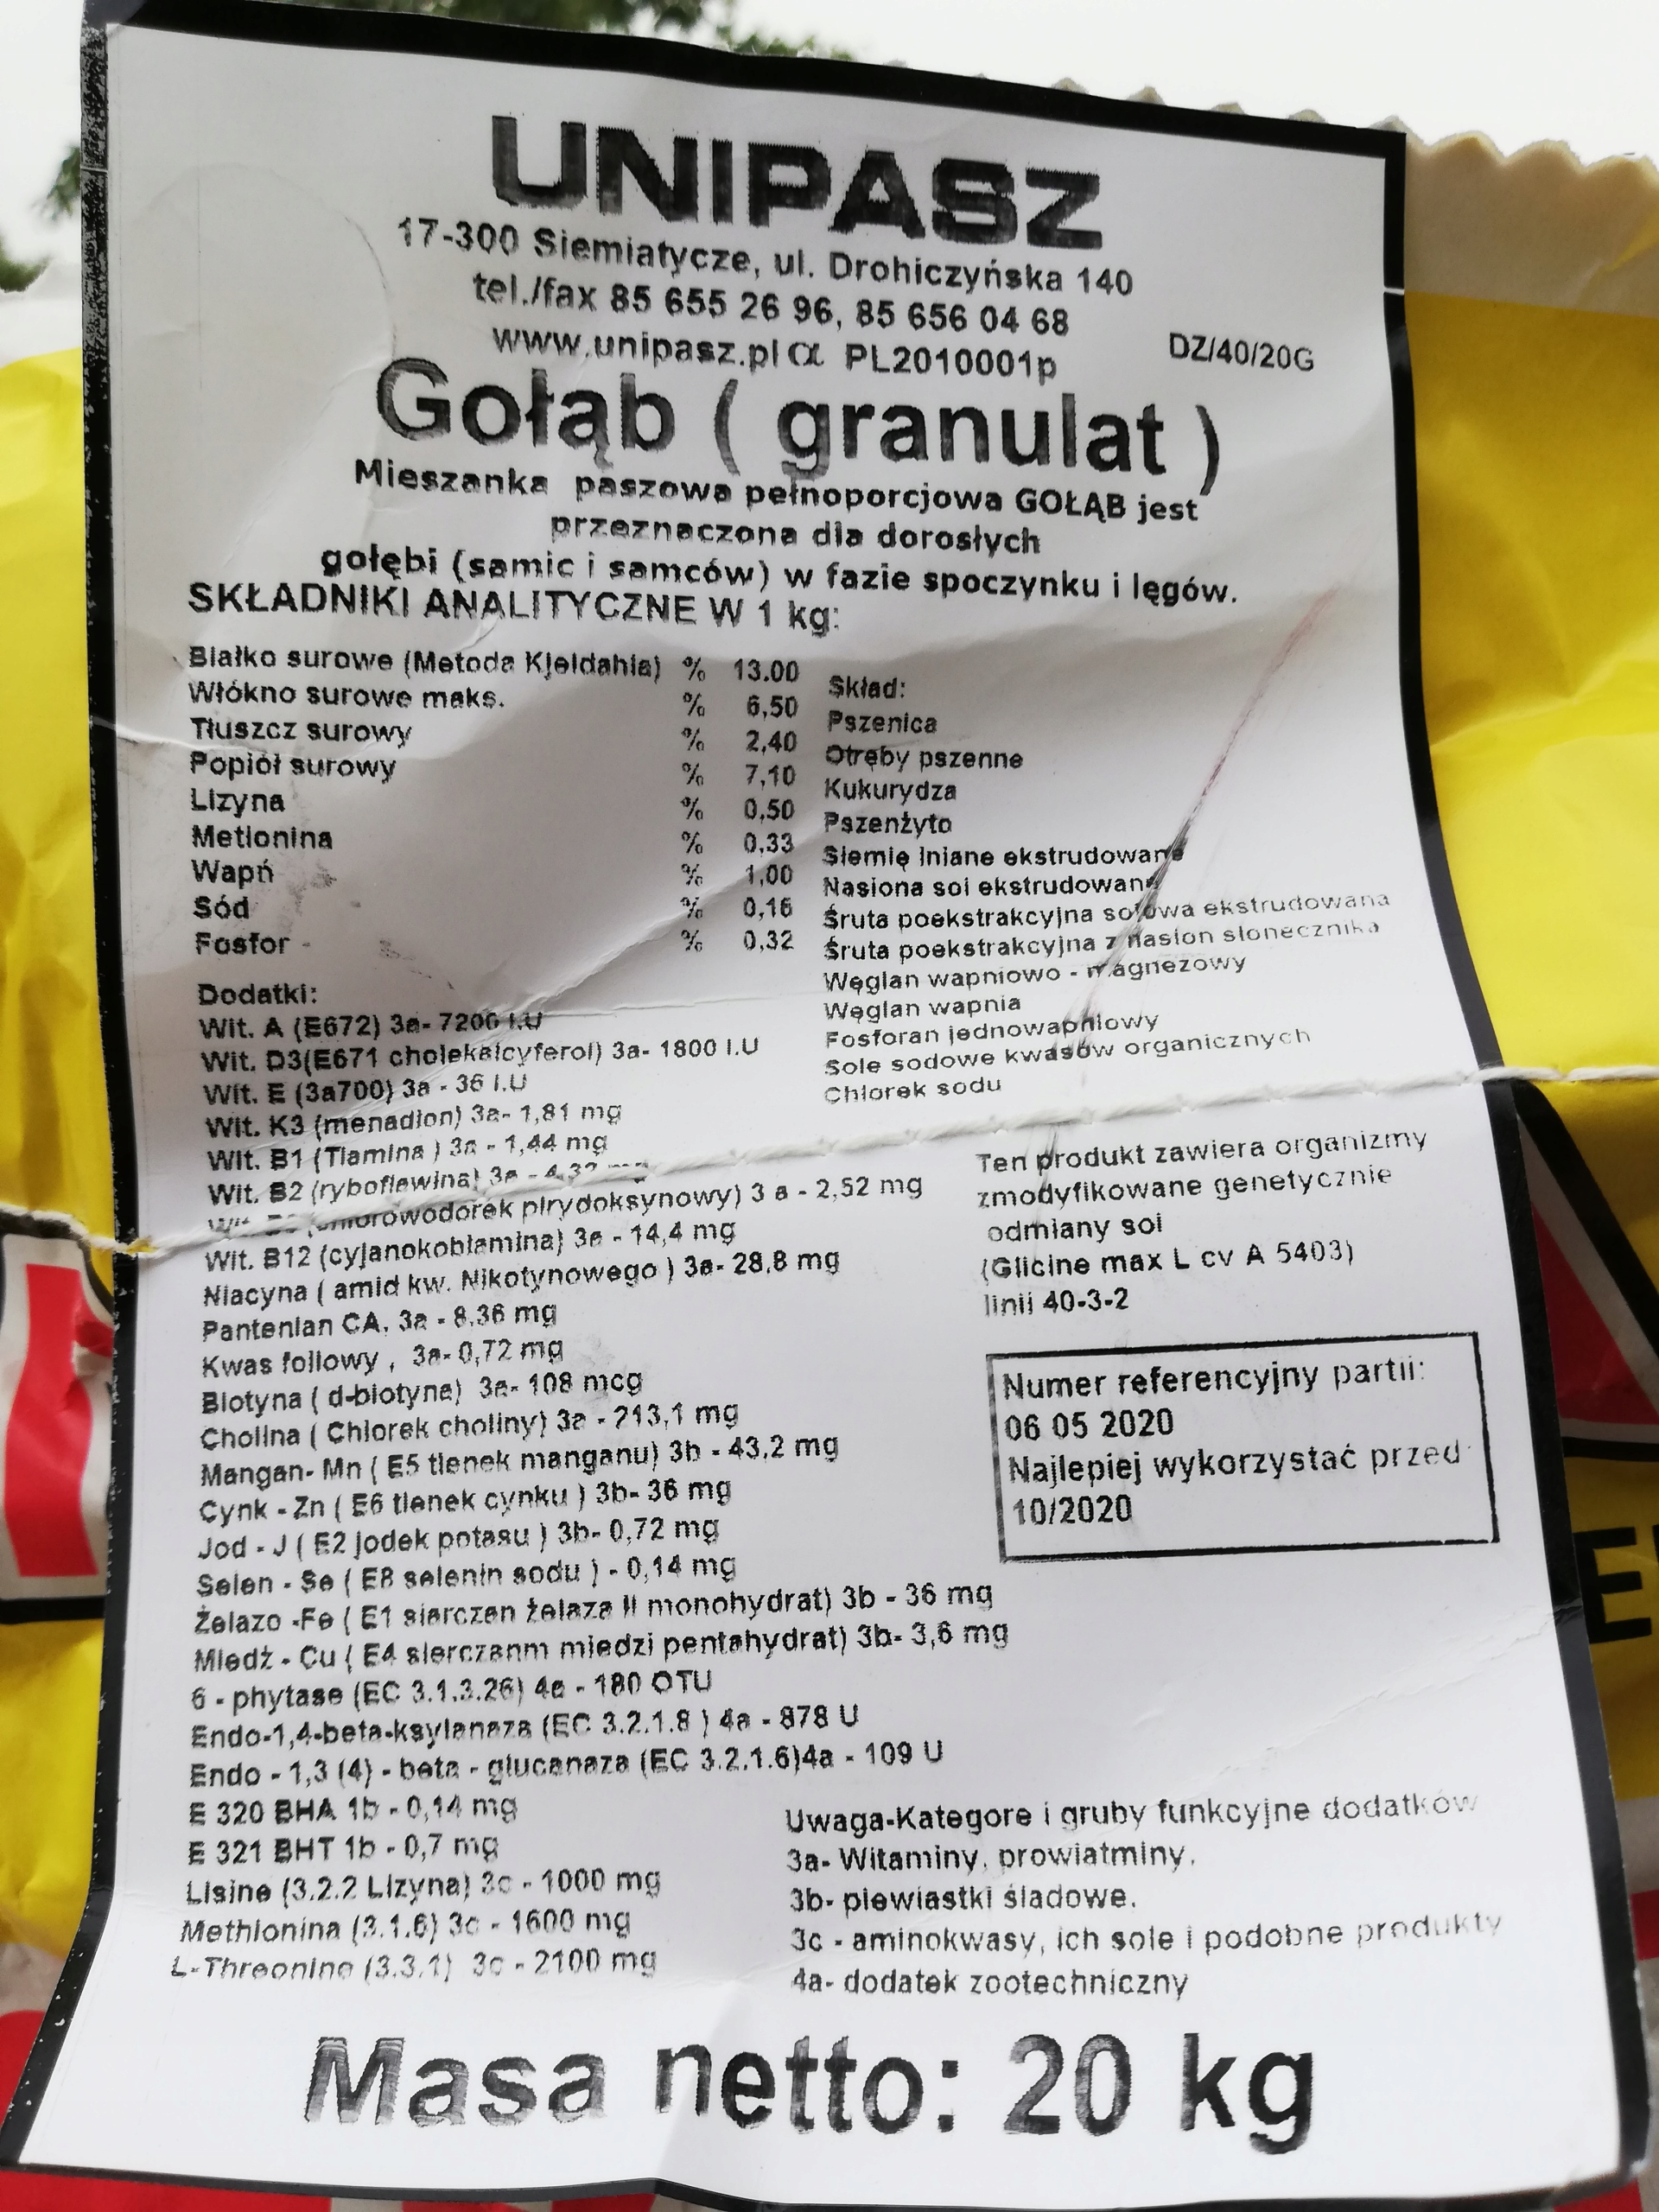 UNIPASZ
17-300 Siemiatycze, ul. Drohiczyńska 140
tel./fax 85 655 26 96, 85 656 04 68
www.unipasz.pl α PL2010001p
DZ/40/20G
Gołąb ( granulat )
Mieszanka paszowa pełnoporcjowa GOŁĄB jest
przeznaczona dla dorosłych
gołębi (samic i samców) w fazie spoczynku i lęgów.
SKŁADNIKI ANALITYCZNE W 1 kg:
Białko surowe (Metoda Kjeldahla) % 13.00
Włókno surowe maks. % 6,50
Tłuszcz surowy % 2,40
Popiół surowy % 7,10
Lizyna % 0,50
Metionina % 0,33
Wapń % 1,00
Sód % 0,16
Fosfor - % 0,32
Skład:
Pszenica
Otręby pszenne
Kukurydza
Pszenżyto
Siemię lniane ekstrudowane
Nasiona soi ekstrudowane
Śruta poekstrakcyjna sojowa ekstrudowana
Śruta poekstrakcyjna z nasion słonecznika
Węglan wapniowo - magnezowy
Węglan wapnia
Fosforan jednowapniowy
Sole sodowe kwasów organicznych
Chlorek sodu
Dodatki:
Wit. A (E672) 3a- 7200 I.U
Wit. D3(E671 cholekalcyferol) 3a- 1800 I.U
Wit. E (3a700) 3a - 36 I.U
Wit. K3 (menadion) 3a- 1,81 mg
Wit. B1 (Tiamina ) 3a - 1,44 mg
Wit. B2 (ryboflawina) 3a - 4,32 mg
(chlorowodorek pirydoksynowy) 3 a - 2,52 mg
Wit. B12 (cyjanokoblamina) 3a - 14,4 mg
Niacyna ( amid kw. Nikotynowego ) 3a- 28,8 mg
Pantenian CA. 3a - 8,36 mg
Kwas foliowy , 3a- 0,72 mg
Biotyna ( d-biotyna) 3a- 108 mcg
Cholina ( Chlorek choliny) 3a - 213,1 mg
Mangan- Mn ( E5 tlenek manganu) 3b - 43,2 mg
Cynk - Zn ( E6 tlenek cynku ) 3b- 36 mg
Jod - J ( E2 jodek potasu ) 3b- 0,72 mg
Selen - Se ( E8 selenin sodu ) - 0,14 mg
Żelazo -Fe ( E1 siarczan żelaza II monohydrat) 3b - 36 mg
Miedź - Cu ( E4 sierczanm miedzi pentahydrat) 3b- 3,6 mg
6 - phytase (EC 3.1.3.26) 4a - 180 OTU
Endo-1,4-beta-ksylanaza (EC 3.2.1.8 ) 4a - 878 U
Endo - 1,3 (4) - beta - glucanaza (EC 3.2.1.6)4a - 109 U
E 320 BHA 1b - 0,14 mg
E 321 BHT 1b - 0,7 mg
Lisine (3.2.2 Lizyna) 3c - 1000 mg
Methionina (3.1.6) 3c - 1600 mg
L-Threonine (3.3.1) 3c - 2100 mg
Ten produkt zawiera organizmy
zmodyfikowane genetycznie
odmiany soi
(Glicine max L cv A 5403)
linii 40-3-2
Numer referencyjny partii:
06 05 2020
Najlepiej wykorzystać przed
10/2020
Uwaga-Kategore i gruby funkcyjne dodatków
3a- Witaminy, prowiatminy,
3b- piewiastki śladowe.
3c - aminokwasy, ich sole i podobne produkty
4a- dodatek zootechniczny
Masa netto: 20 kg